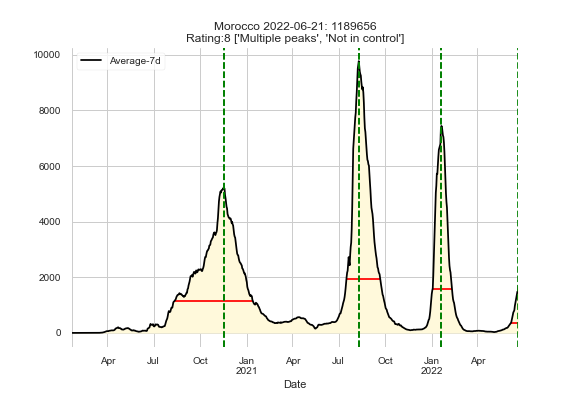 Morocco 2022-06-21: 1189656
Rating:8 ['Multiple peaks', 'Not in control']
Average-7d
10000
8000
6000
4000
2000
0
Apr Jul Oct Jan Apr Jul Oct Jan Apr
2021 2022
Date